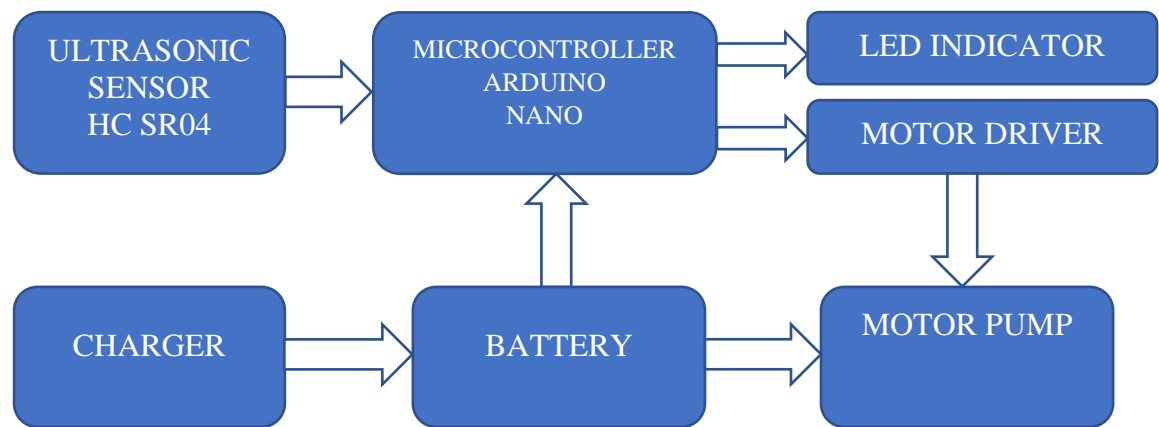 ULTRASONIC
SENSOR
HC SR04
MICROCONTROLLER
ARDUINO
NANO
LED INDICATOR
MOTOR DRIVER
CHARGER
BATTERY
MOTOR PUMP